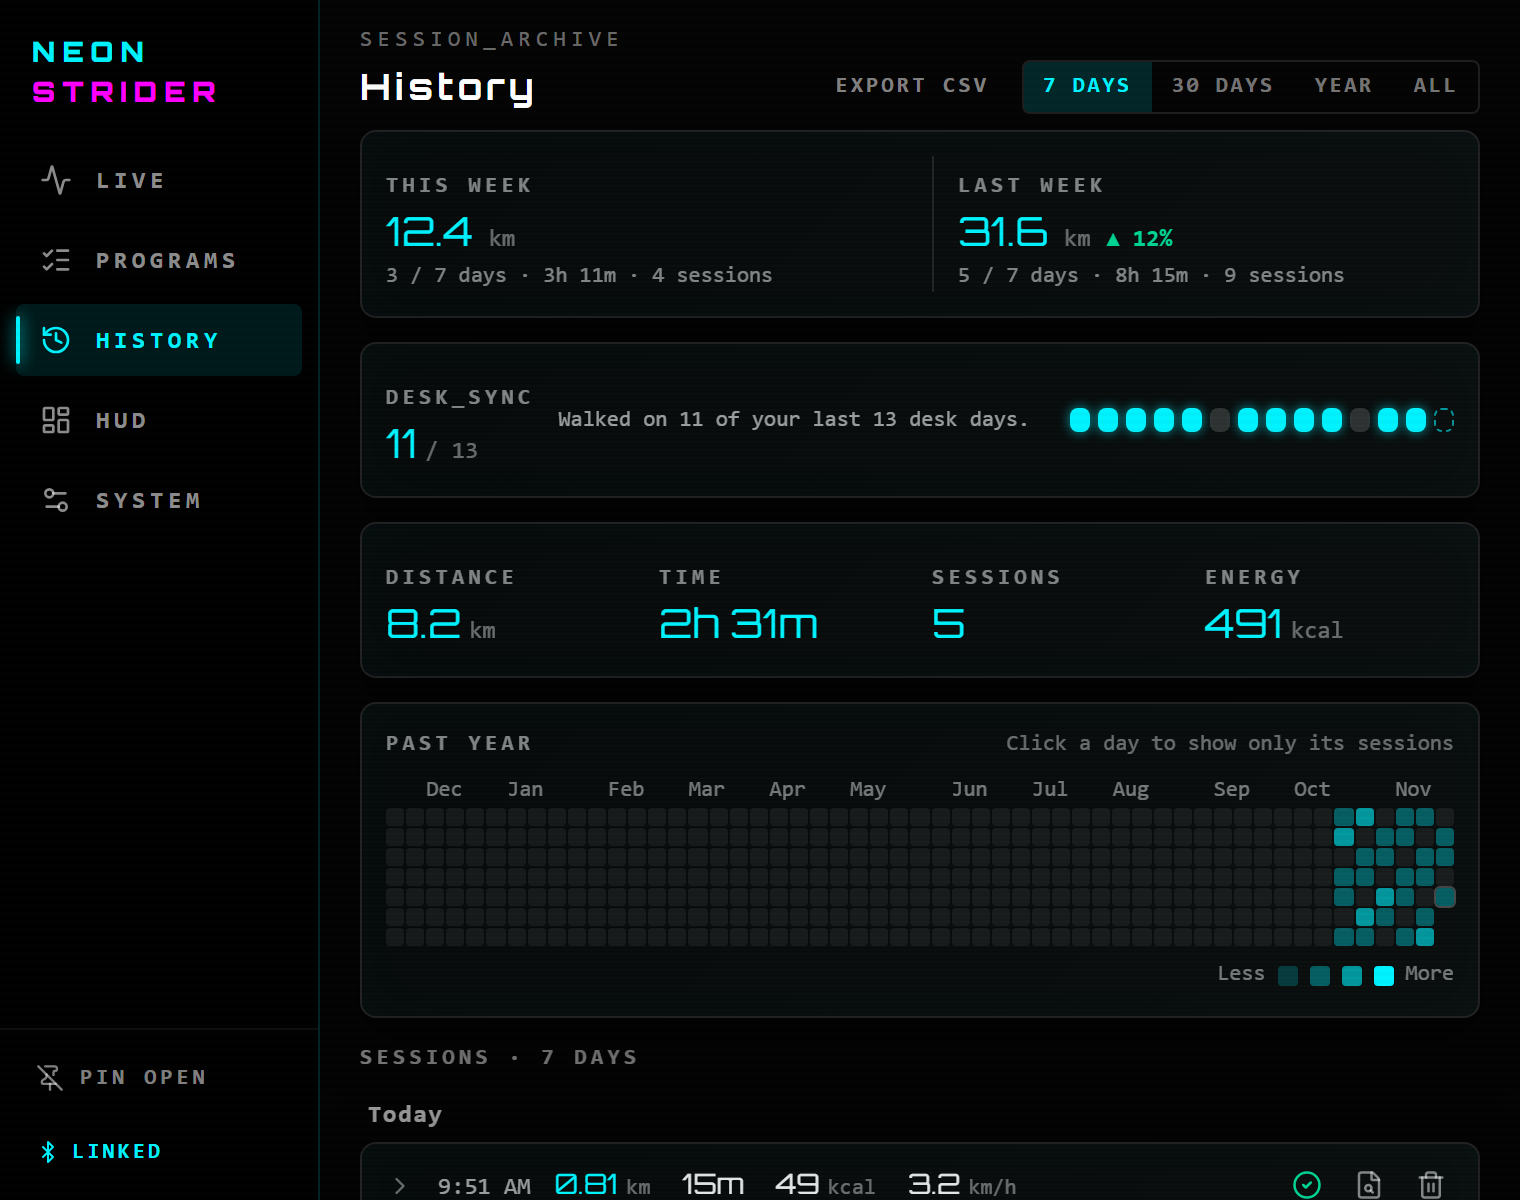 NEON
STRIDER
LIVE
PROGRAMS
HISTORY
HUD
SYSTEM
PIN OPEN
LINKED
SESSION_ARCHIVE
History
EXPORT CSV
7 DAYS
30 DAYS
YEAR
ALL
THIS WEEK
12.4 km
3 / 7 days · 3h 11m · 4 sessions
LAST WEEK
31.6 km ▲ 12%
5 / 7 days · 8h 15m · 9 sessions
DESK_SYNC
11 / 13
Walked on 11 of your last 13 desk days.
DISTANCE
8.2 km
TIME
2h 31m
SESSIONS
5
ENERGY
491 kcal
PAST YEAR
Click a day to show only its sessions
Dec Jan Feb Mar Apr May Jun Jul Aug Sep Oct Nov
Less More
SESSIONS · 7 DAYS
Today
9:51 AM 0.81 km 15m 49 kcal 3.2 km/h